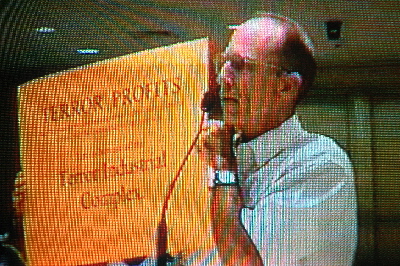 TERROR PROFITS
Terror Industrial
Complex